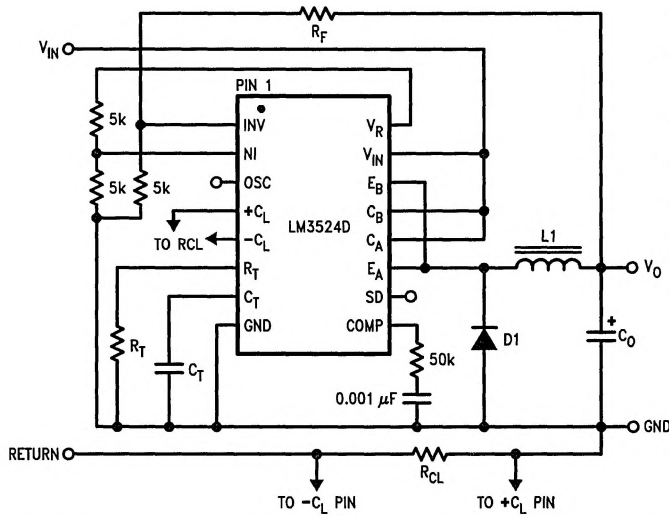 R_F
V_IN
PIN 1
5k
INV
V_R
NI
V_IN
5k
5k
OSC
E_B
+C_L
LM3524D
C_B
TO RCL
-C_L
C_A
L1
R_T
E_A
V_O
C_T
SD
GND
COMP
R_T
C_T
50k
D1
+
C_O
0.001 μF
GND
RETURN
R_CL
TO -C_L PIN
TO +C_L PIN